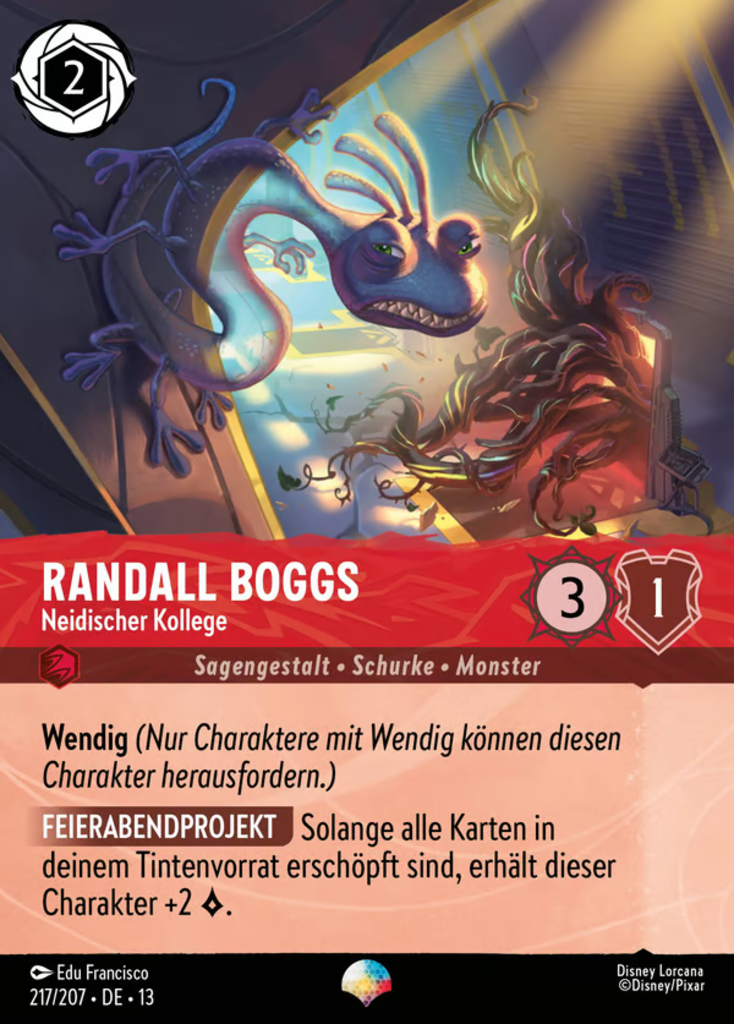 2
RANDALL BOGGS
Neidischer Kollege
3
1
Sagengestalt • Schurke • Monster
Wendig (Nur Charaktere mit Wendig können diesen
Charakter herausfordern.)
FEIERABENDPROJEKT Solange alle Karten in
deinem Tintenvorrat erschöpft sind, erhält dieser
Charakter +2 .
Edu Francisco
217/207 • DE • 13
Disney Lorcana
©Disney/Pixar